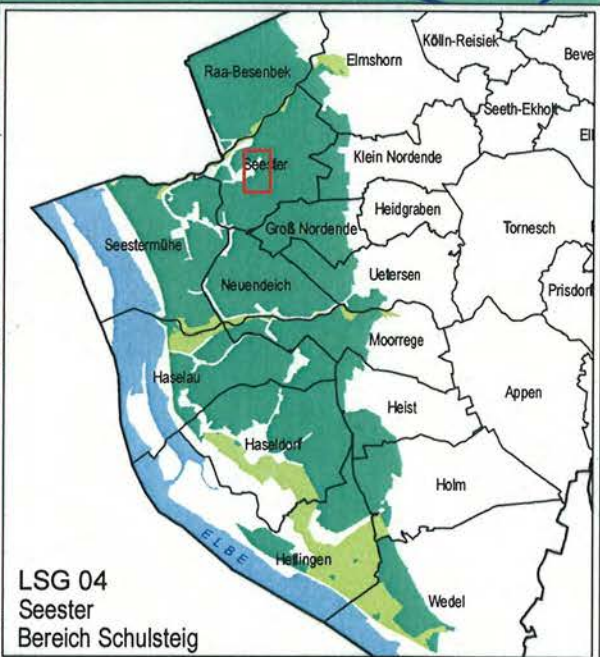 Kölln-Reisiek
Elmshorn
Beve
Raa-Besenbek
Seeth-Ekholt
Ell
Klein Nordende
Seester
Heidgraben
Groß Nordende
Tornesch
Seestermühe
Uetersen
Neuendeich
Prisdorf
Moorrege
Haselau
Appen
Heist
Haseldorf
Holm
ELBE
Hetlingen
Wedel
LSG 04
Seester
Bereich Schulsteig